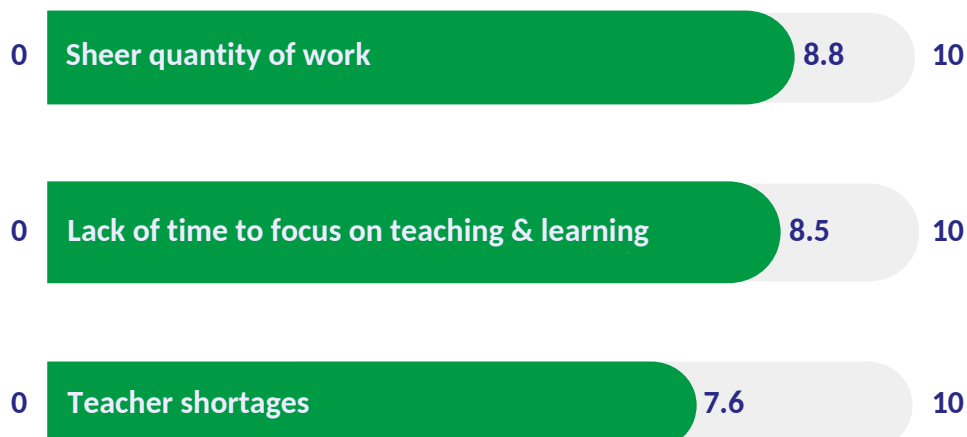 0 Sheer quantity of work 8.8 10
0 Lack of time to focus on teaching & learning 8.5 10
0 Teacher shortages 7.6 10